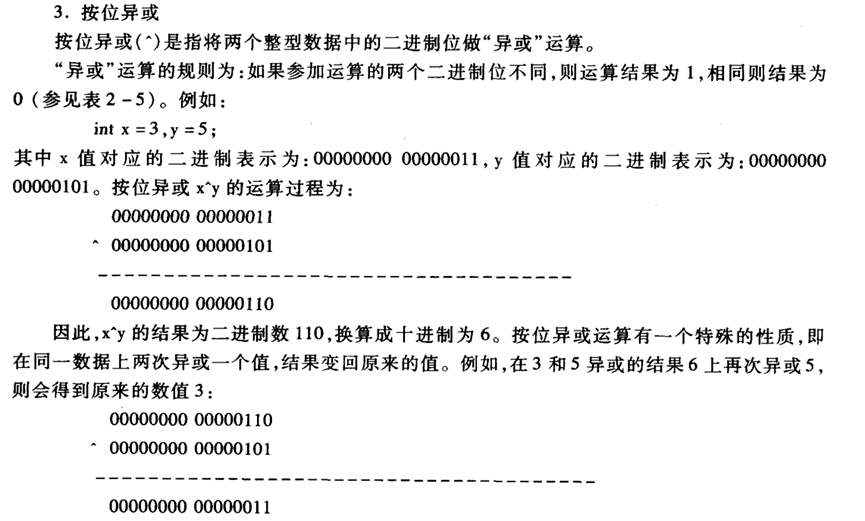 3. 按位异或
按位异或(^)是指将两个整型数据中的二进制位做“异或”运算。
“异或”运算的规则为:如果参加运算的两个二进制位不同,则运算结果为 1,相同则结果为
0 (参见表 2-5)。例如:
int x=3,y=5;
其中 x 值对应的二进制表示为:00000000 00000011, y 值对应的二进制表示为:00000000
00000101。按位异或 x^y 的运算过程为:
00000000 00000011
^ 00000000 00000101
----------------------------------------
00000000 00000110
因此,x^y 的结果为二进制数 110,换算成十进制为 6。按位异或运算有一个特殊的性质,即
在同一数据上两次异或一个值,结果变回原来的值。例如,在 3 和 5 异或的结果 6 上再次异或 5,
则会得到原来的数值 3:
00000000 00000110
^ 00000000 00000101
----------------------------------------
00000000 00000011